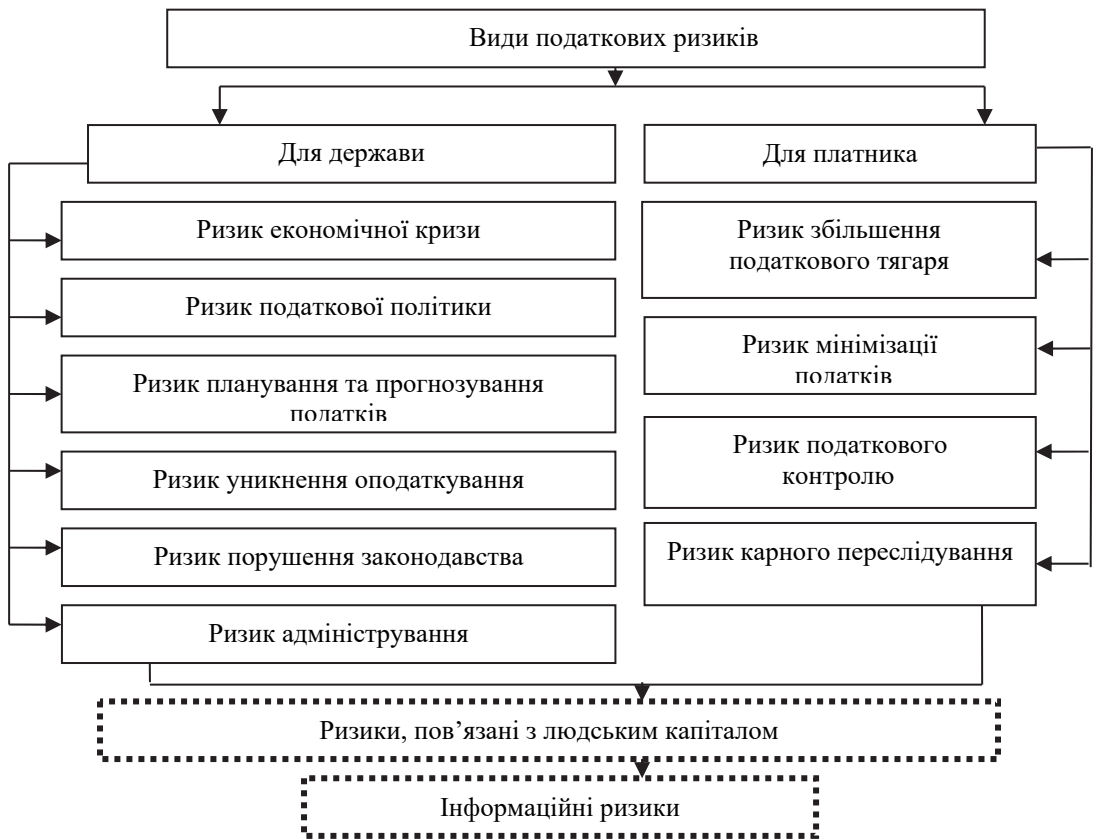 Види податкових ризиків
Для держави
Для платника
Ризик економічної кризи
Ризик податкової політики
Ризик планування та прогнозування
податків
Ризик уникнення оподаткування
Ризик порушення законодавства
Ризик адміністрування
Ризик збільшення
податкового тягаря
Ризик мінімізації
податків
Ризик податкового
контролю
Ризик карного переслідування
Ризики, пов’язані з людським капіталом
Інформаційні ризики